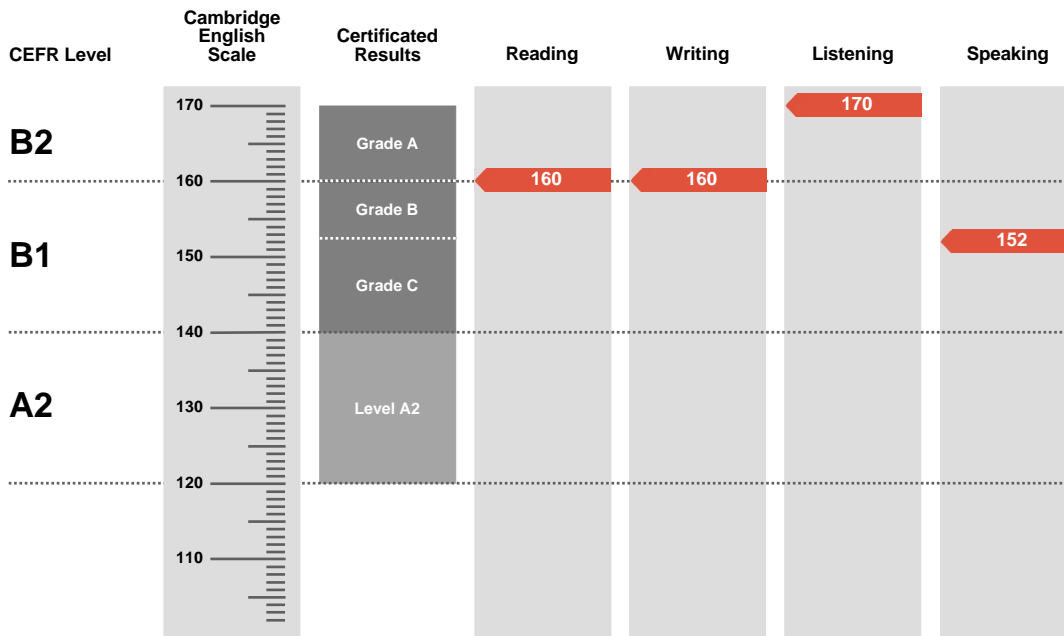 CEFR Level
Cambridge
English
Scale
Certificated
Results
Reading
Writing
Listening
Speaking
170
170
B2
Grade A
160
160
160
Grade B
152
B1
150
Grade C
140
A2
130
Level A2
120
110